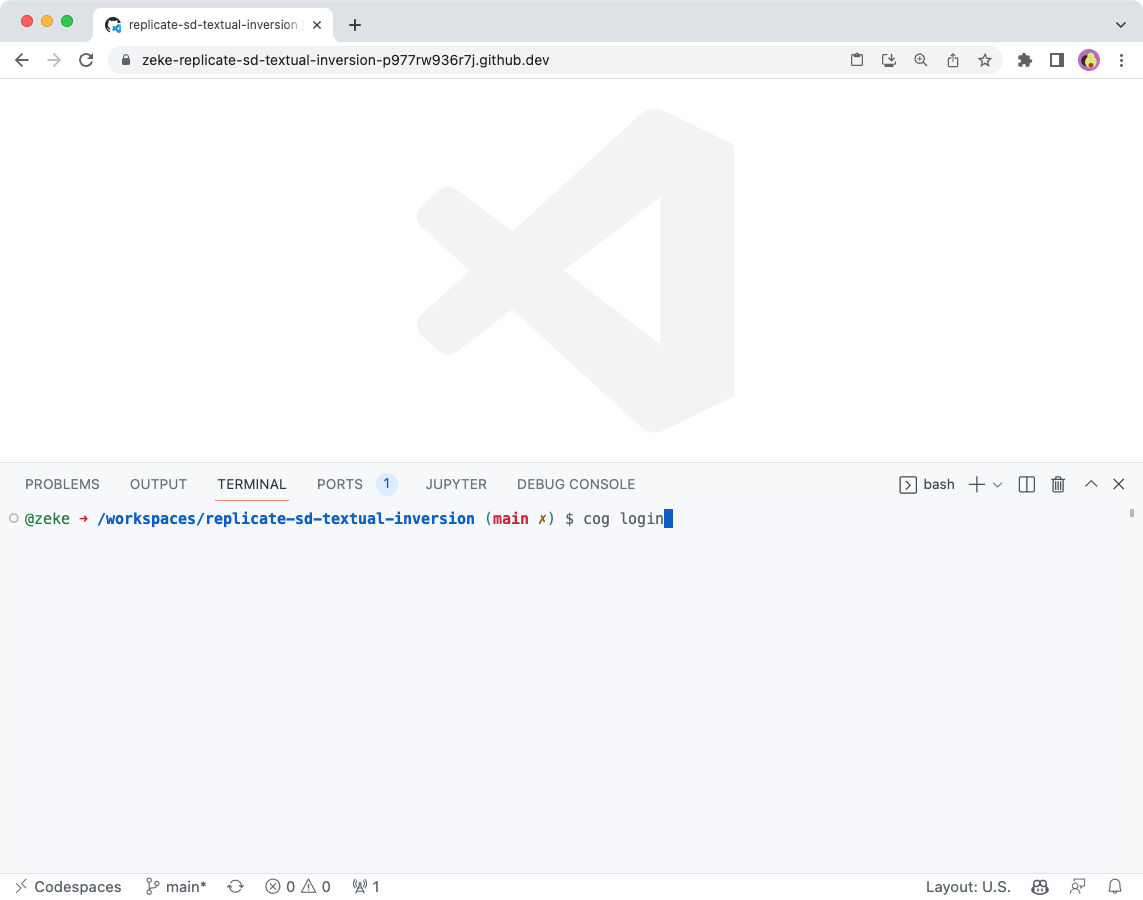 replicate-sd-textual-inversion
zeke-replicate-sd-textual-inversion-p977rw936r7j.github.dev
PROBLEMS OUTPUT TERMINAL PORTS 1 JUPYTER DEBUG CONSOLE bash
@zeke ➜ /workspaces/replicate-sd-textual-inversion (main ✗) $ cog login
Codespaces main* 0 0 1 Layout: U.S.